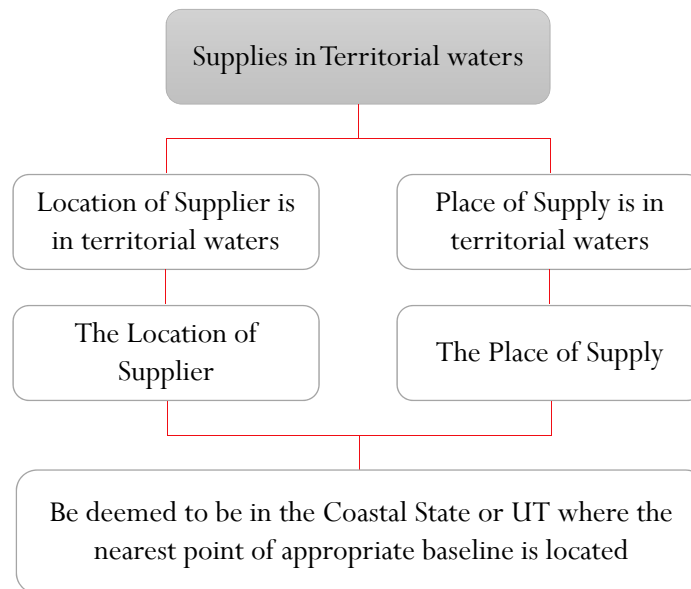 Supplies in Territorial waters
Location of Supplier is
in territorial waters
Place of Supply is in
territorial waters
The Location of
Supplier
The Place of Supply
Be deemed to be in the Coastal State or UT where the
nearest point of appropriate baseline is located